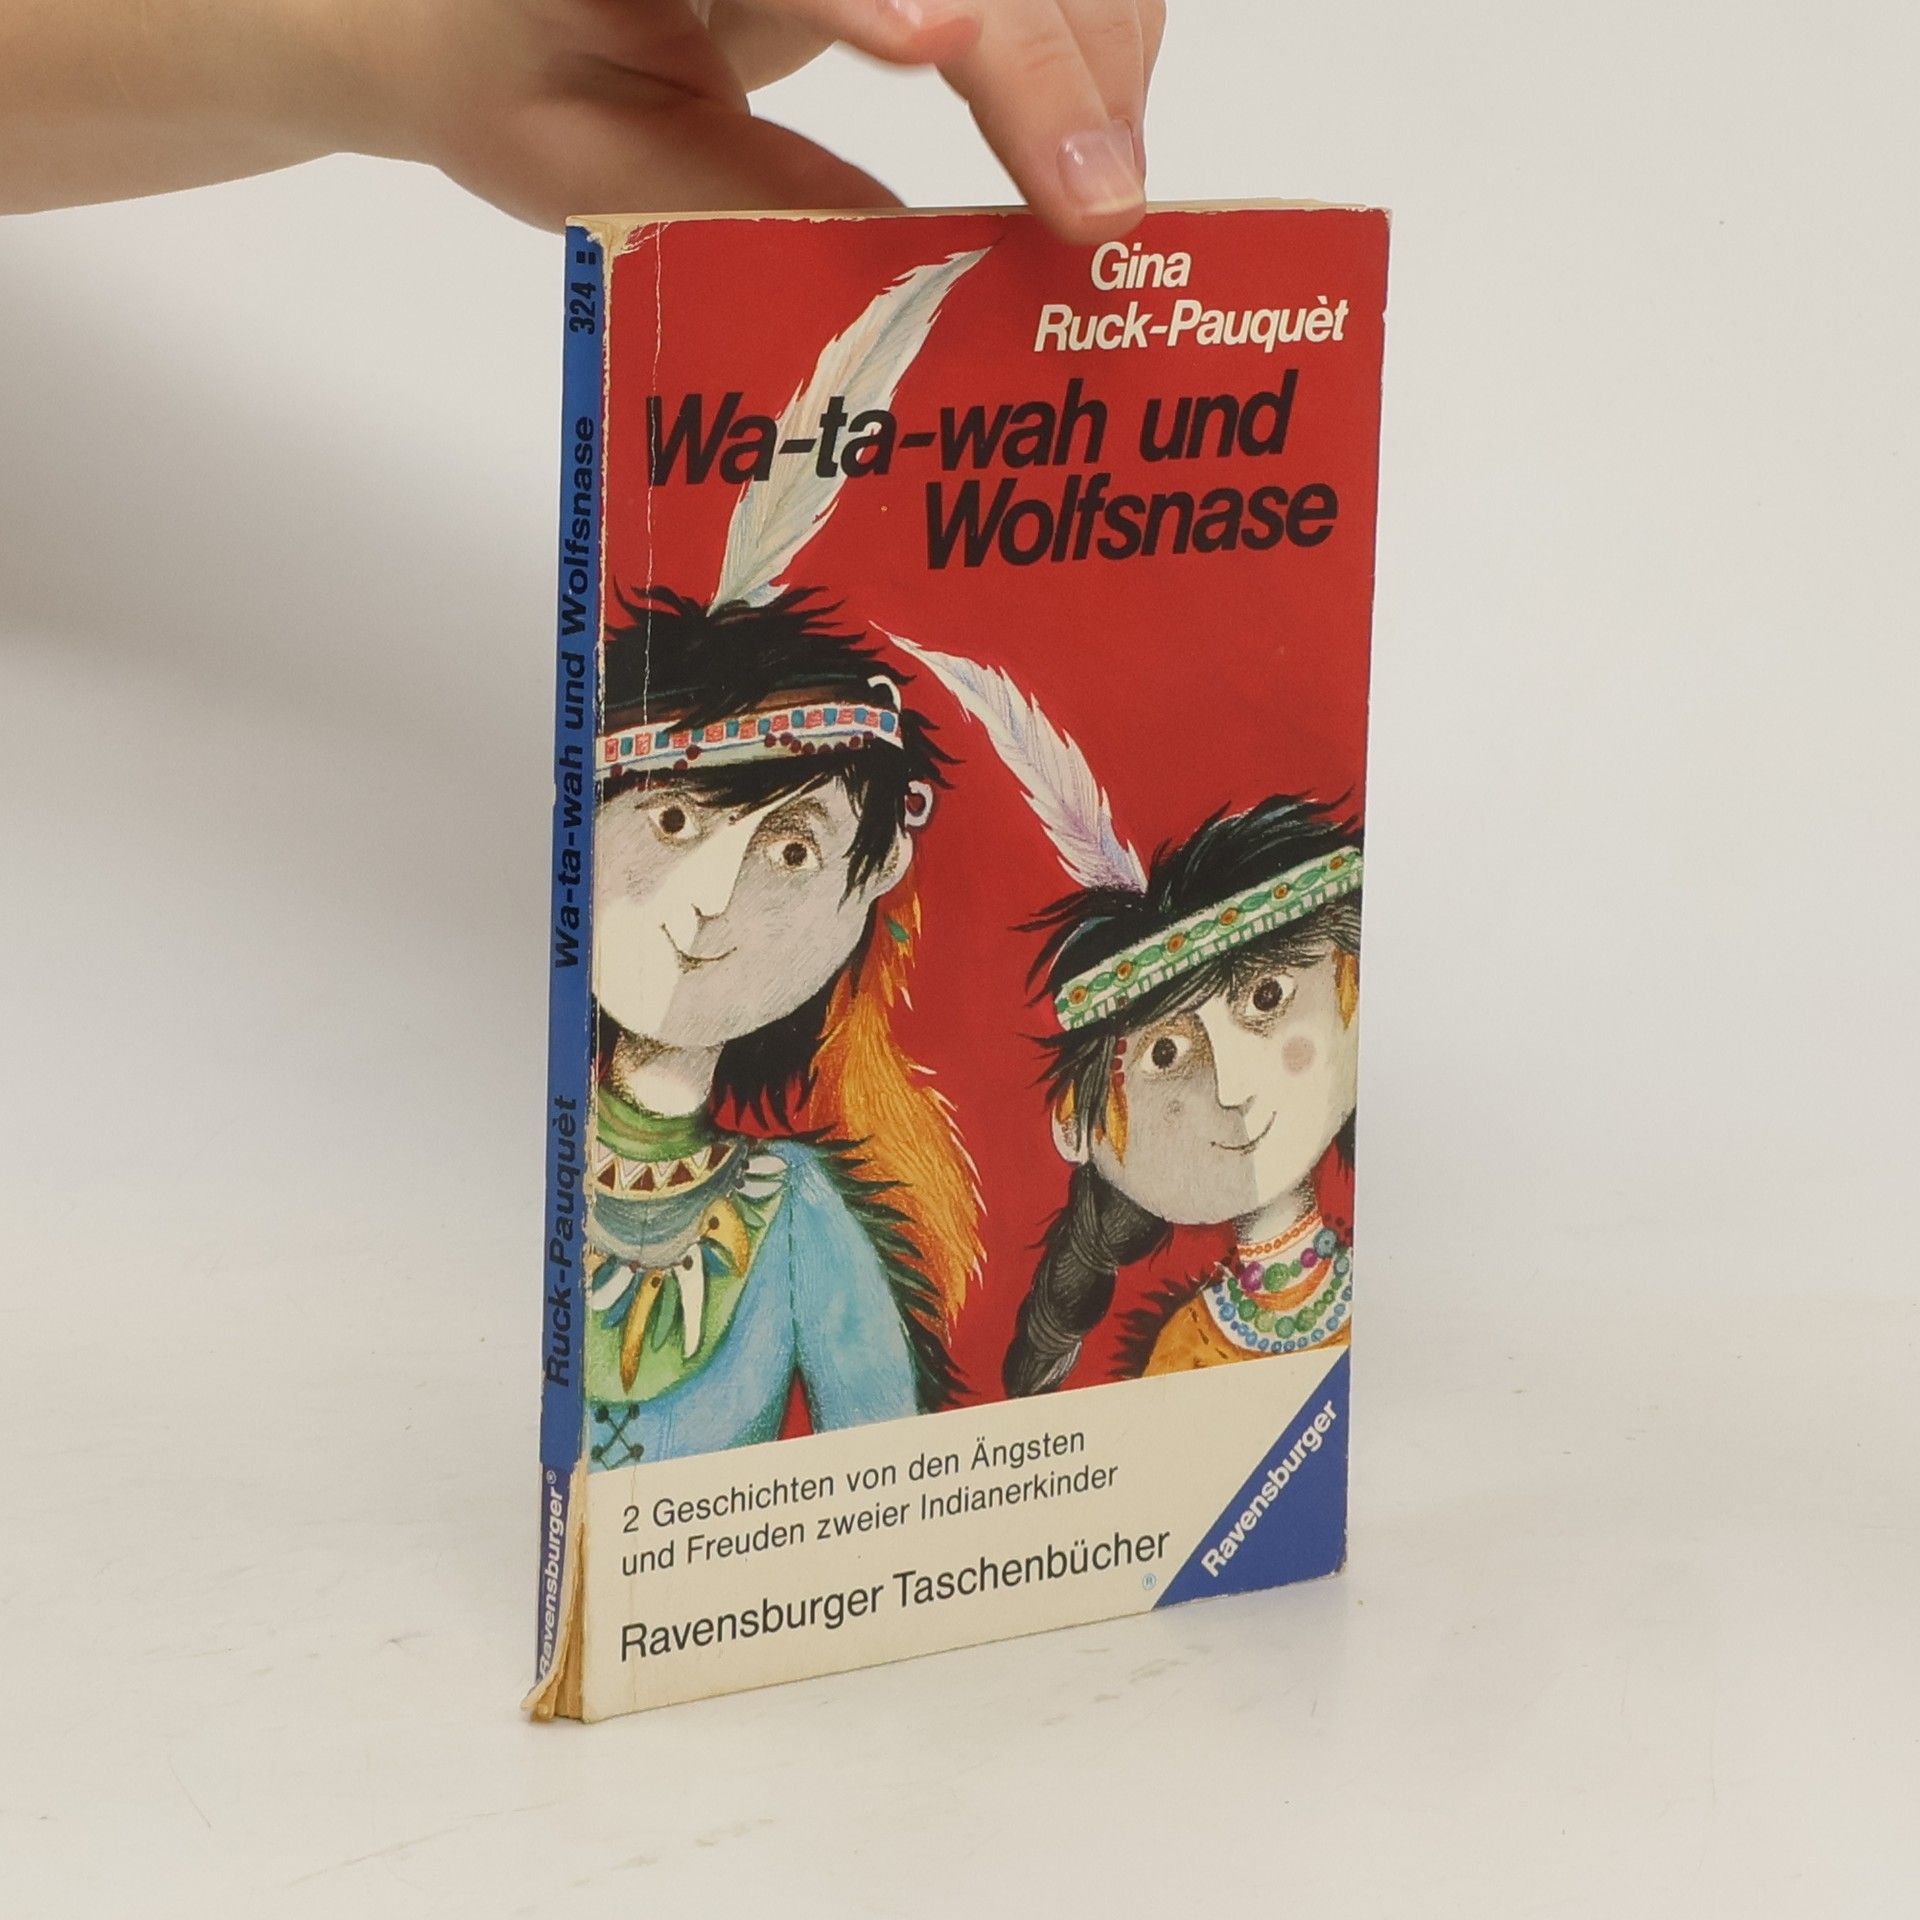 Gina
Ruck-Pauquèt
Wa-ta-wah und
Wolfsnase
2 Geschichten von den Ängsten
und Freuden zweier Indianerkinder
Ravensburger Taschenbücher
®
Ravensburger
Ravensburger®
Ruck-Pauquèt Wa-ta-wah und Wolfsnase 324